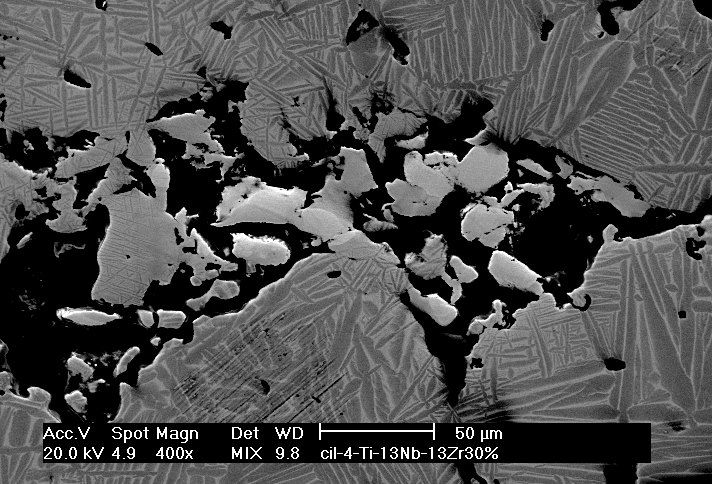 Acc.V Spot Magn Det WD 50 µm
20.0 kV 4.9 400x MIX 9.8 cil-4-Ti-13Nb-13Zr30%